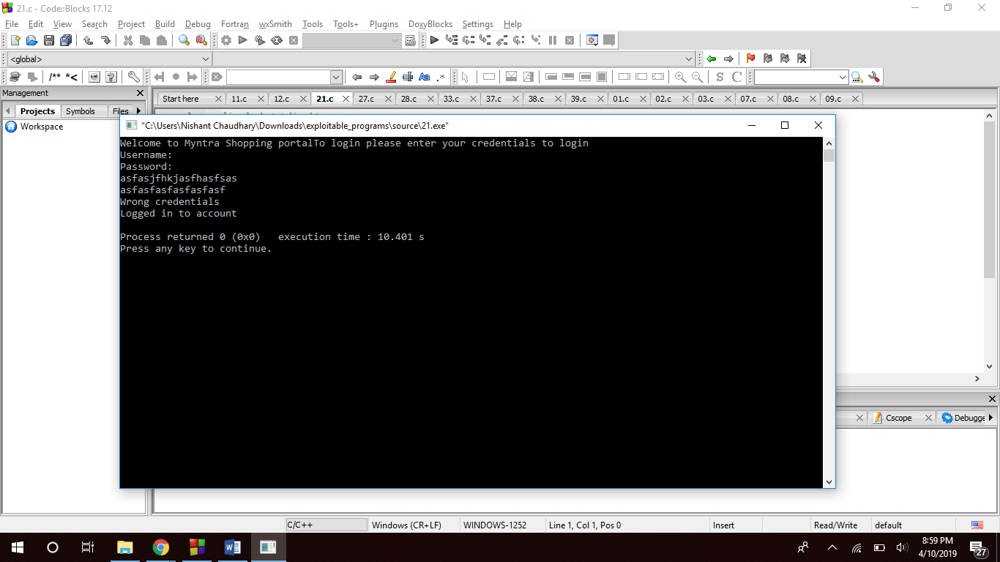 21.c - Code::Blocks 17.12
File Edit View Search Project Build Debug Fortran wxSmith Tools Tools+ Plugins DoxyBlocks Settings Help
<global>
/** *<
S C
Management
Start here 11.c 12.c 21.c 27.c 28.c 33.c 37.c 38.c 39.c 01.c 02.c 03.c 07.c 08.c 09.c
Projects Symbols Files
Workspace
"C:\Users\Nishant Chaudhary\Downloads\exploitable_programs\source\21.exe"
Welcome to Myntra Shopping portalTo login please enter your credentials to login
Username:
Password:
asfasjfhkjasfhasfsas
asfasfasfasfasfasf
Wrong credentials
Logged in to account
Process returned 0 (0x0) execution time : 10.401 s
Press any key to continue.
Cscope Debugge
C/C++ Windows (CR+LF) WINDOWS-1252 Line 1, Col 1, Pos 0 Insert Read/Write default
8:59 PM
4/10/2019
27